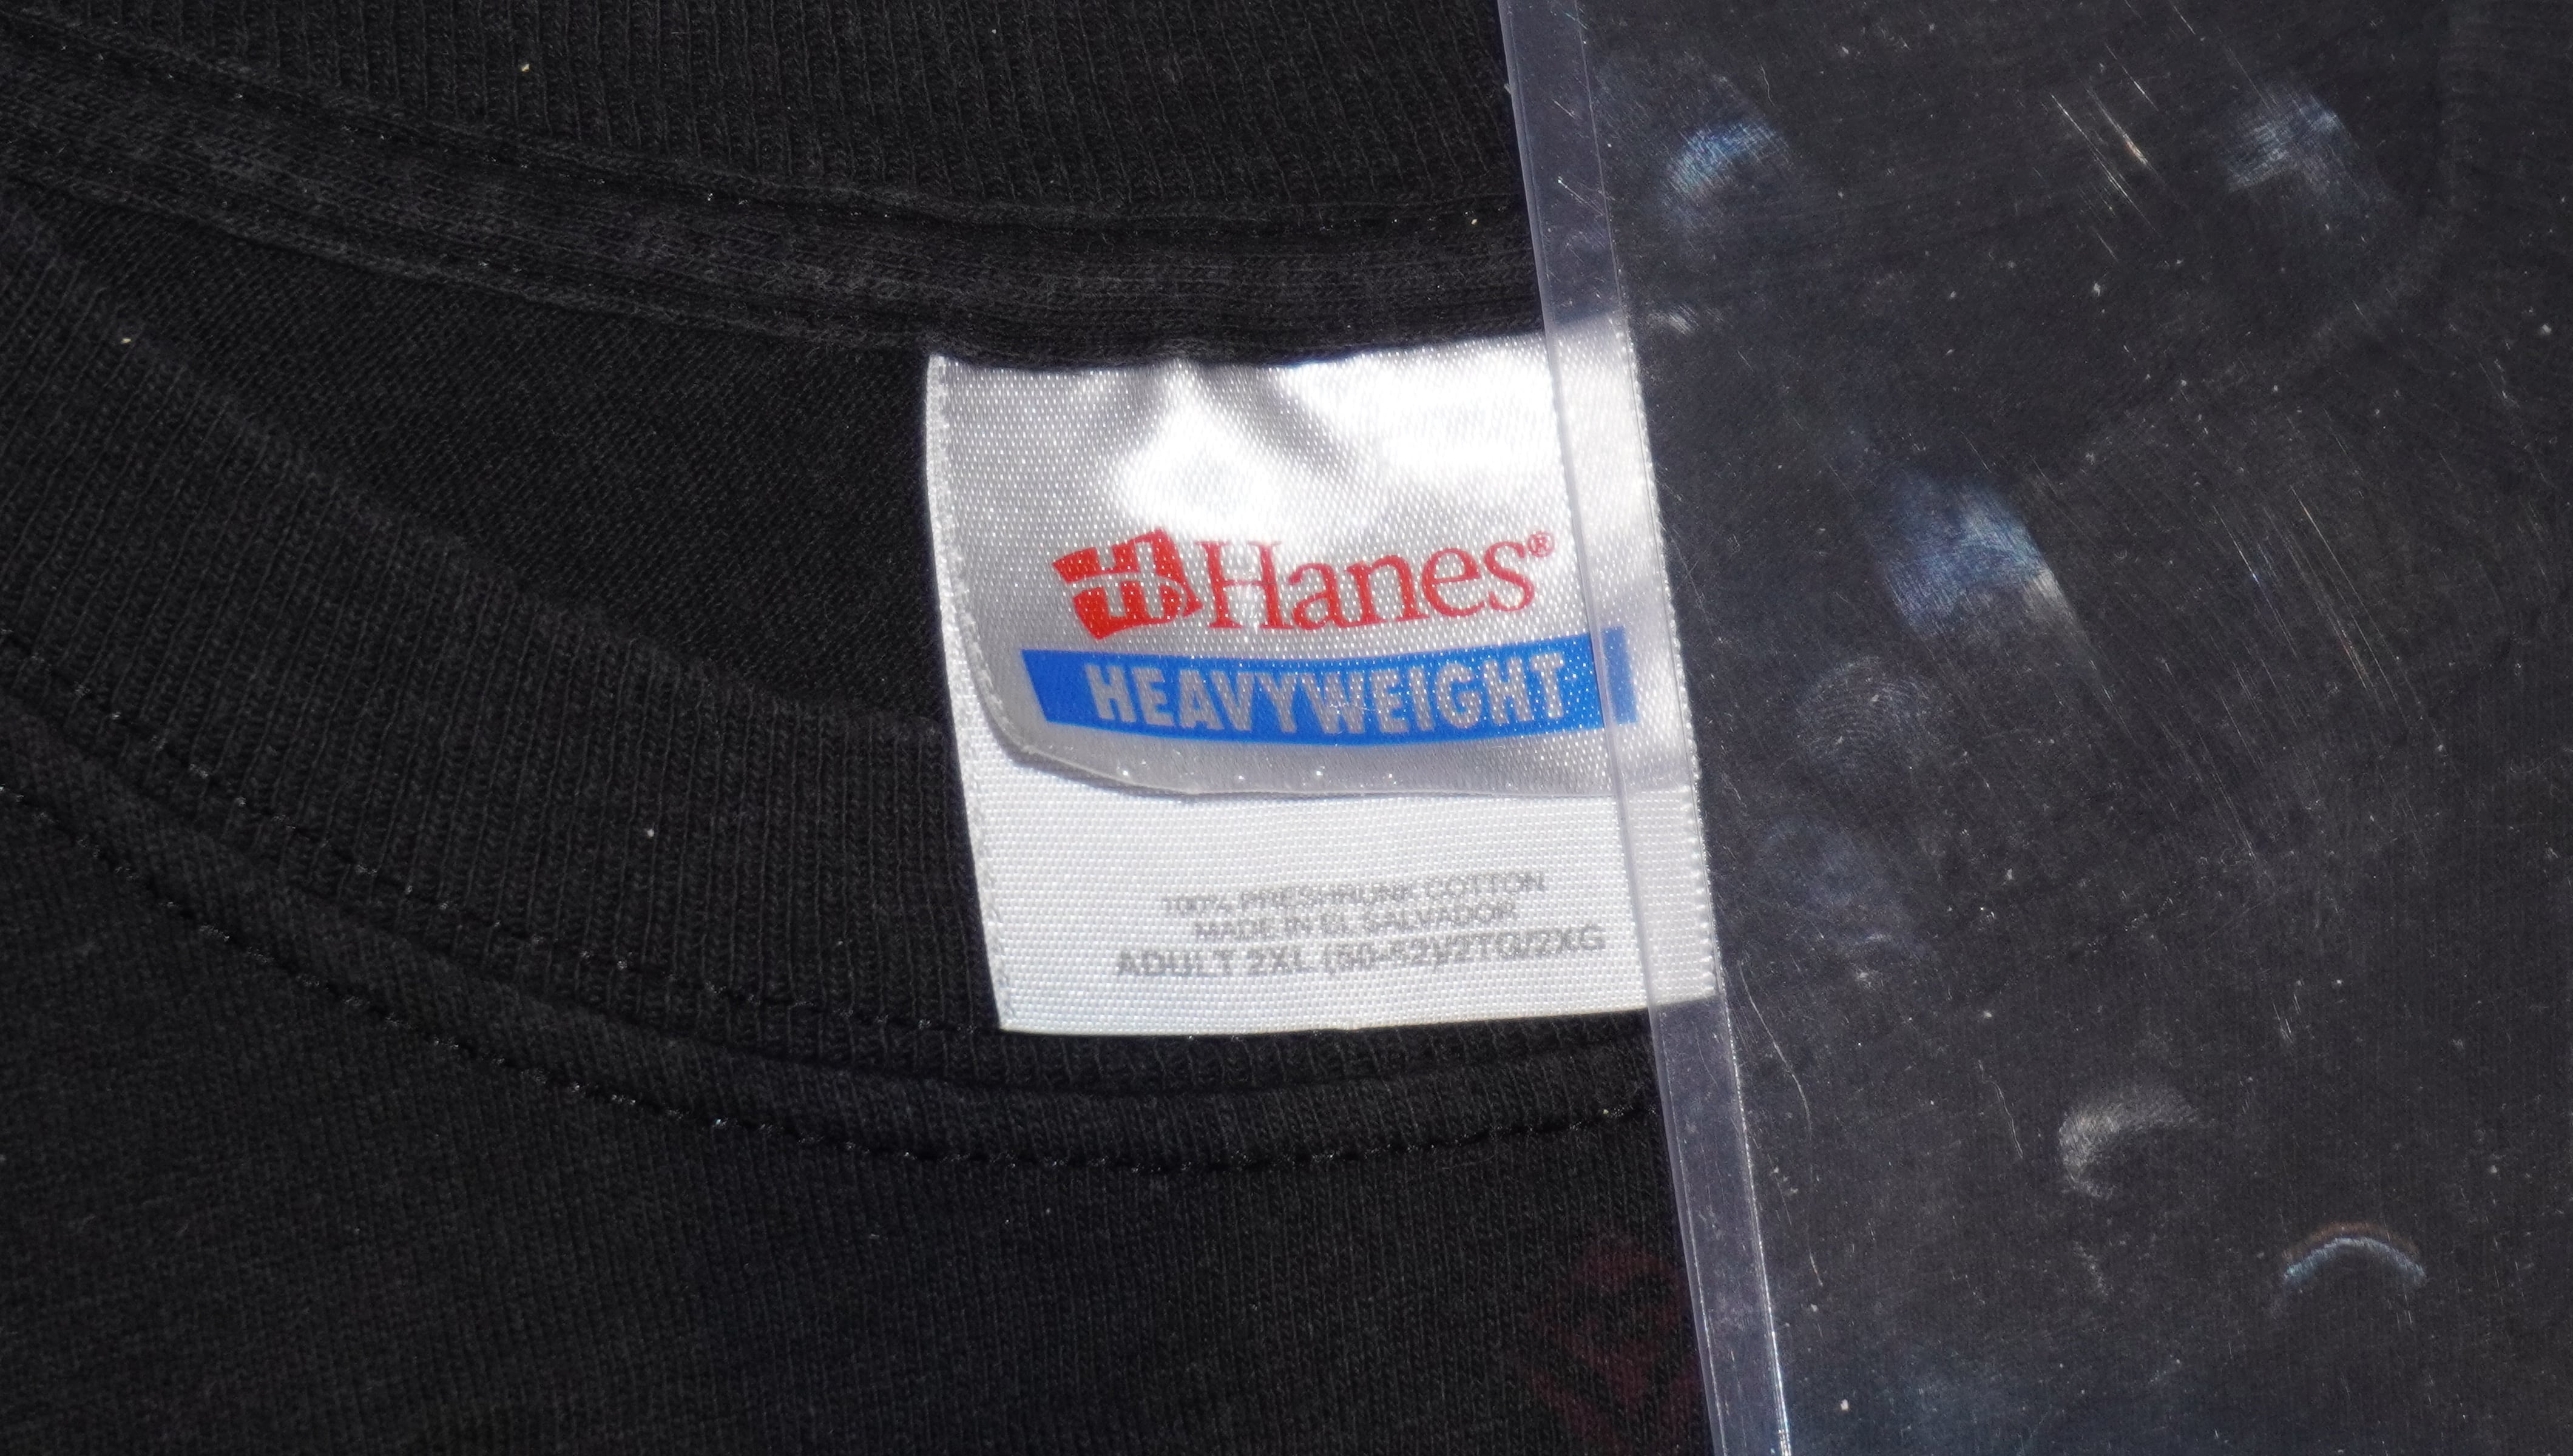 Hanes®
HEAVYWEIGHT
100% PRESHRUNK COTTON
MADE IN EL SALVADOR
ADULT 2XL (50-52)/2TG/2XG